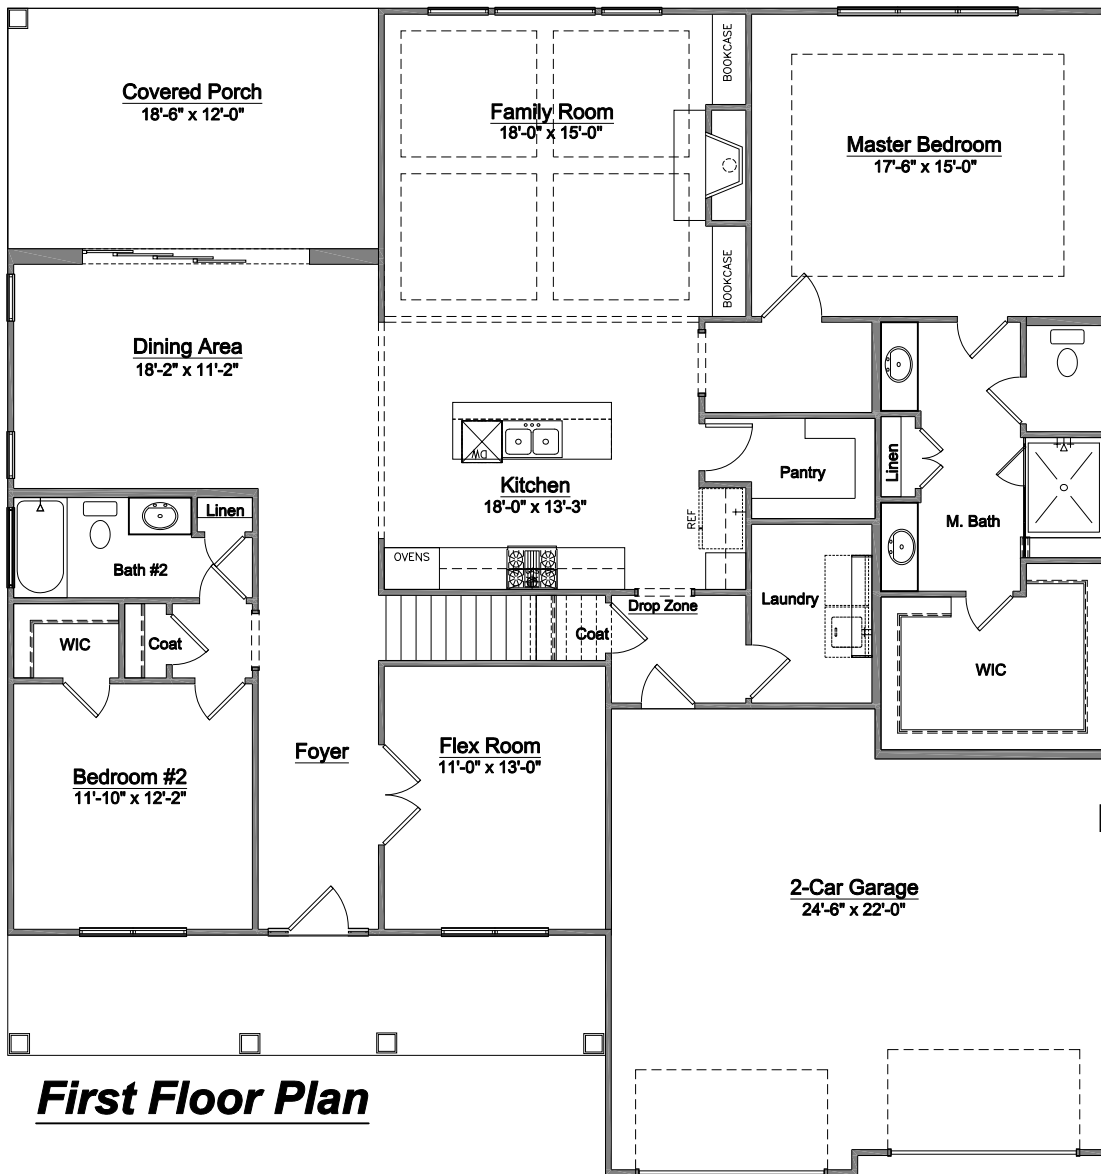 Covered Porch
18'-6" x 12'-0"
Family Room
18'-0" x 15'-0"
BOOKCASE
BOOKCASE
Master Bedroom
17'-6" x 15'-0"
Dining Area
18'-2" x 11'-2"
DW
Kitchen
18'-0" x 13'-3"
Pantry
Linen
M. Bath
REF
OVENS
Linen
Bath #2
Laundry
Drop Zone
WIC
Coat
Coat
WIC
Foyer
Flex Room
11'-0" x 13'-0"
Bedroom #2
11'-10" x 12'-2"
2-Car Garage
24'-6" x 22'-0"
First Floor Plan